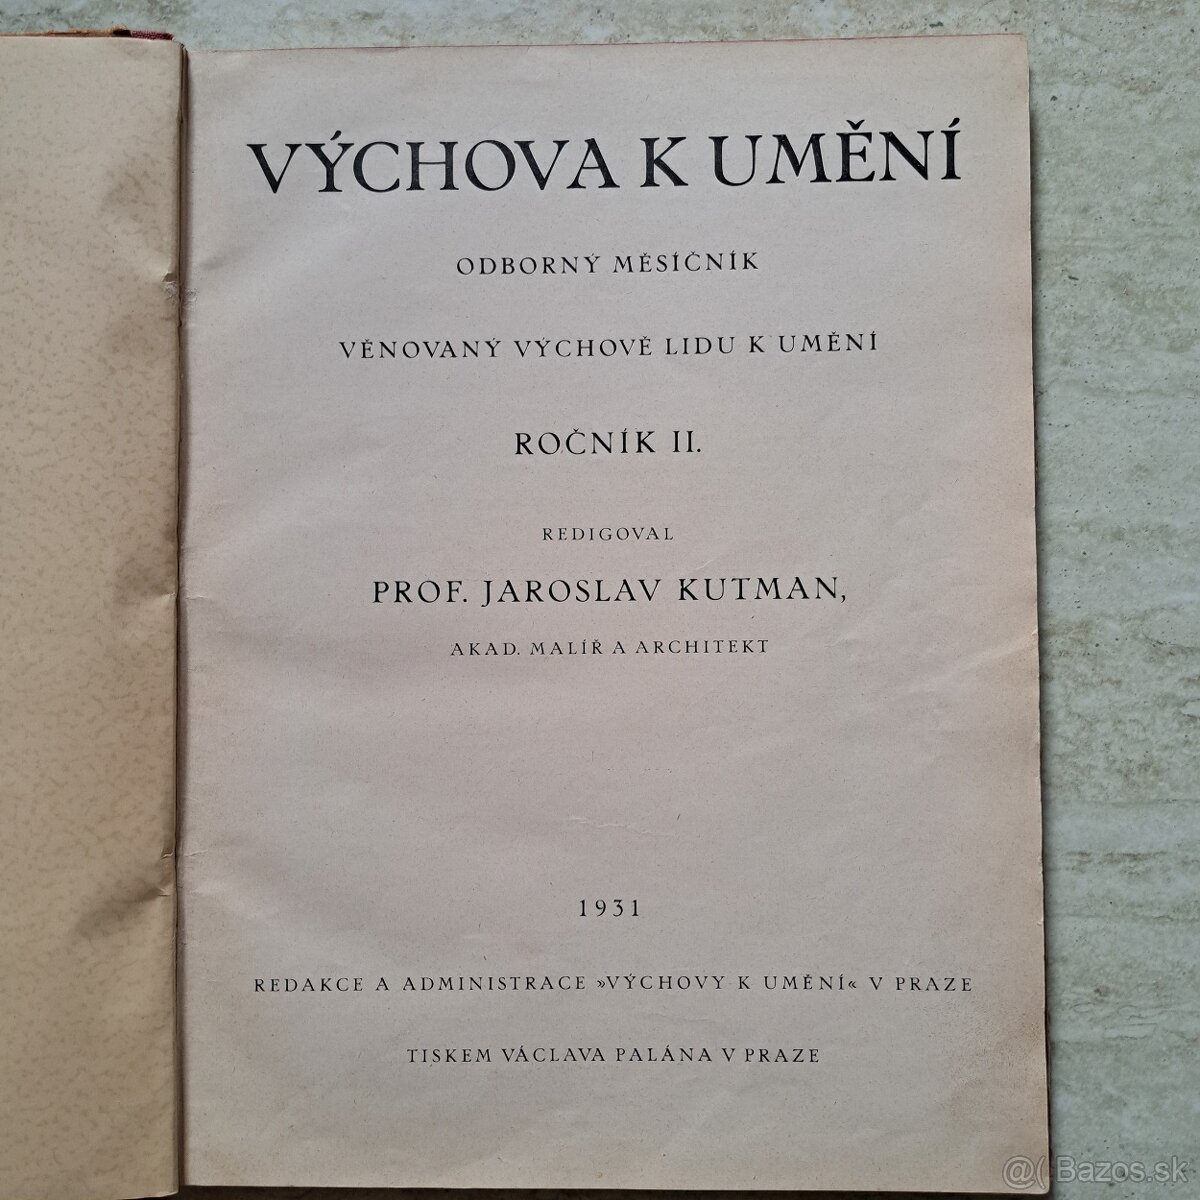 VÝCHOVA K UMĚNÍ
ODBORNÝ MĚSÍČNÍK
VĚNOVANÝ VÝCHOVĚ LIDU K UMĚNÍ
ROČNÍK II.
REDIGOVAL
PROF. JAROSLAV KUTMAN,
AKAD. MALÍŘ A ARCHITEKT
1931
REDAKCE A ADMINISTRACE »VÝCHOVY K UMĚNÍ« V PRAZE
TISKEM VÁCLAVA PALÁNA V PRAZE
@( Bazos.sk